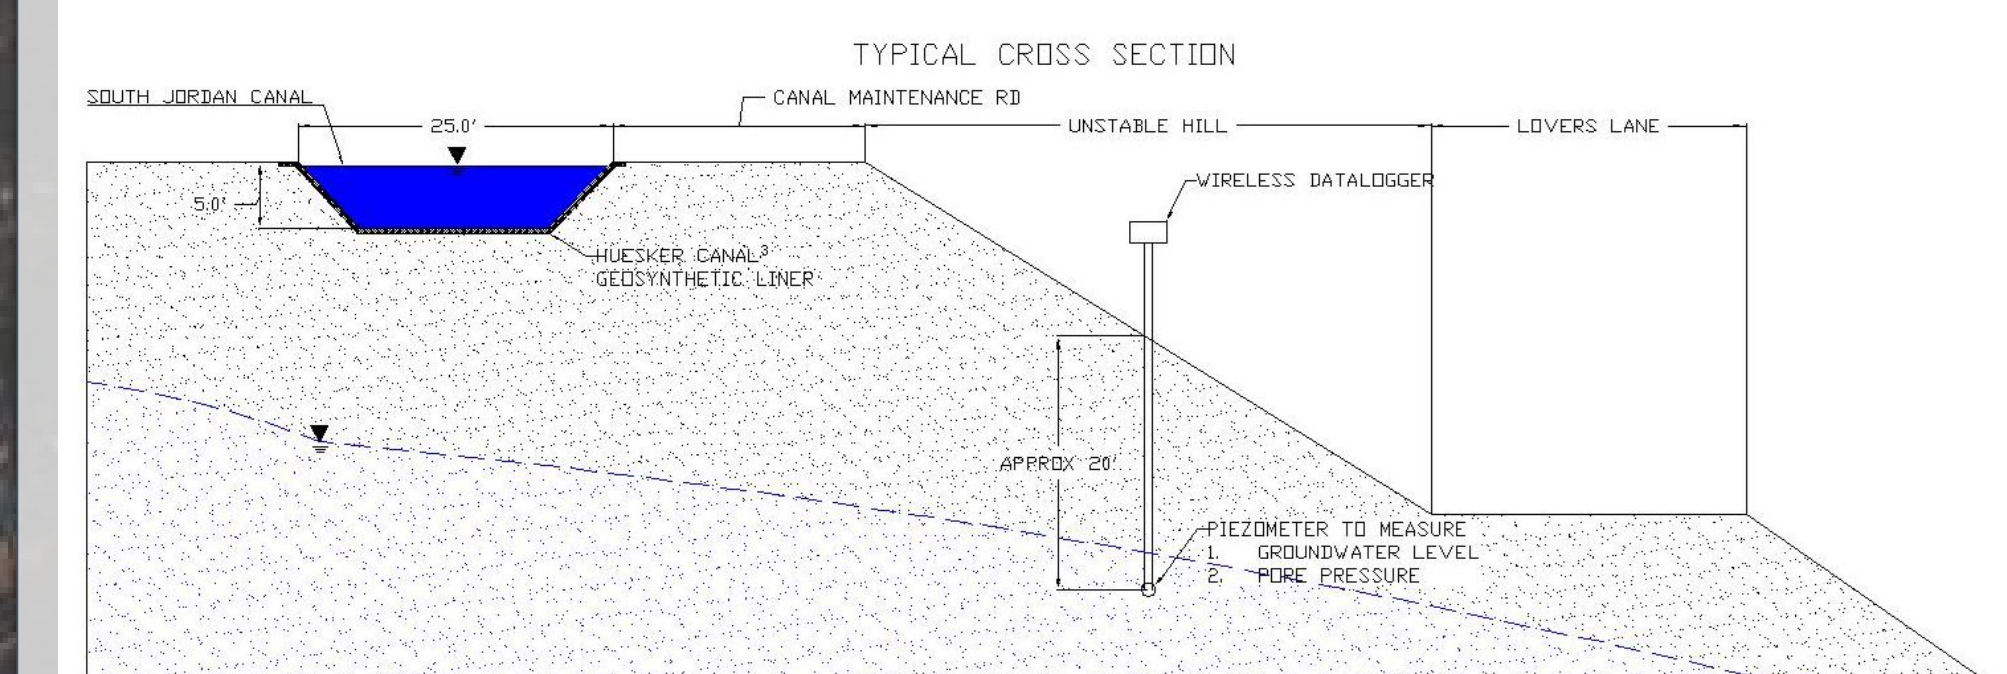 TYPICAL CROSS SECTION
SOUTH JORDAN CANAL
CANAL MAINTENANCE RD
25.0'
UNSTABLE HILL
LOVERS LANE
WIRELESS DATALOGGER
5.0'
HUESKER CANAL³
GEOSYNTHETIC LINER
APPROX 20'
PIEZOMETER TO MEASURE
1. GROUNDWATER LEVEL
2. PORE PRESSURE